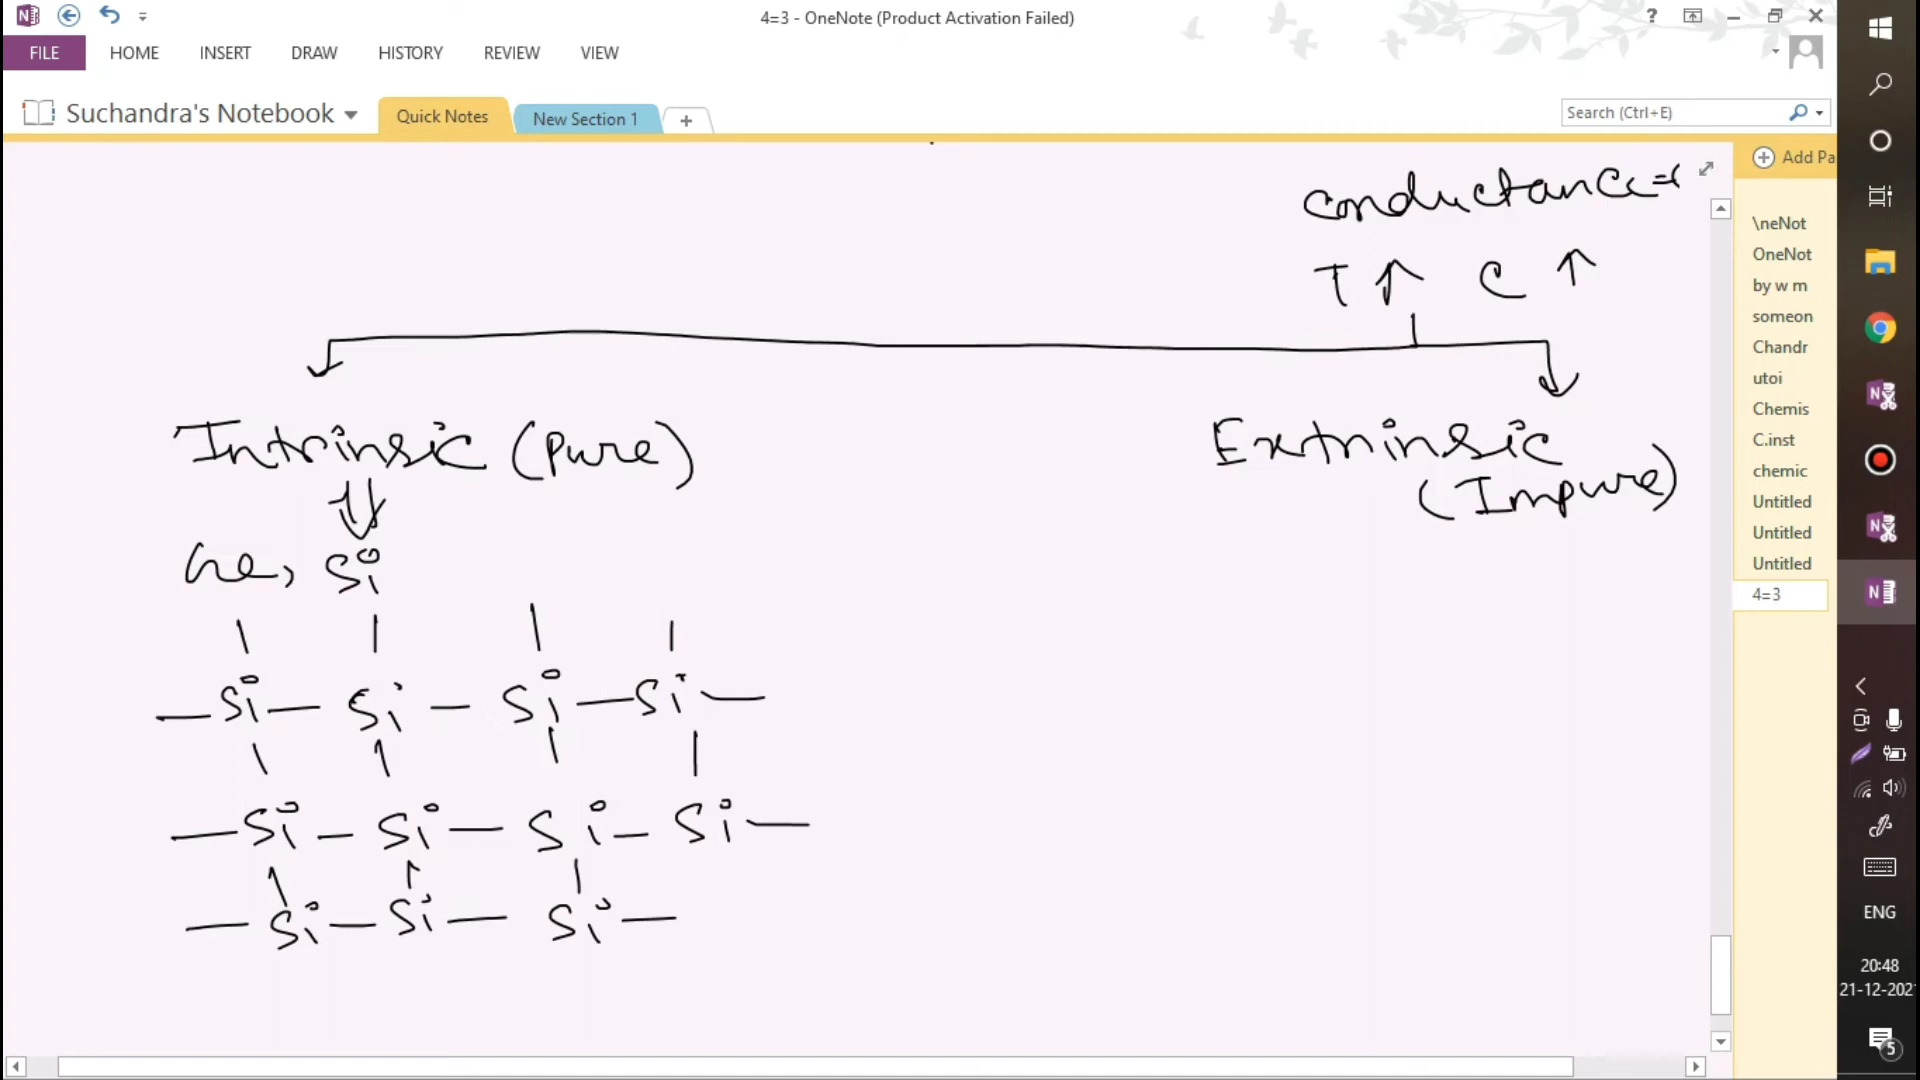 4=3 - OneNote (Product Activation Failed)
FILE HOME INSERT DRAW HISTORY REVIEW VIEW
Suchandra's Notebook Quick Notes New Section 1
Search (Ctrl+E)
Add Pa
conductance =
T ↑ C ↑
Intrinsic (Pure)
Extrinsic
(Impure)
Ge, Si
Si — Si — Si — Si —
— Si — Si — Si — Si —
— Si — Si — Si —
\neNot
OneNot
by w m
someon
Chandr
utoi
Chemis
C.inst
chemic
Untitled
Untitled
Untitled
4=3
ENG
20:48
21-12-202
5